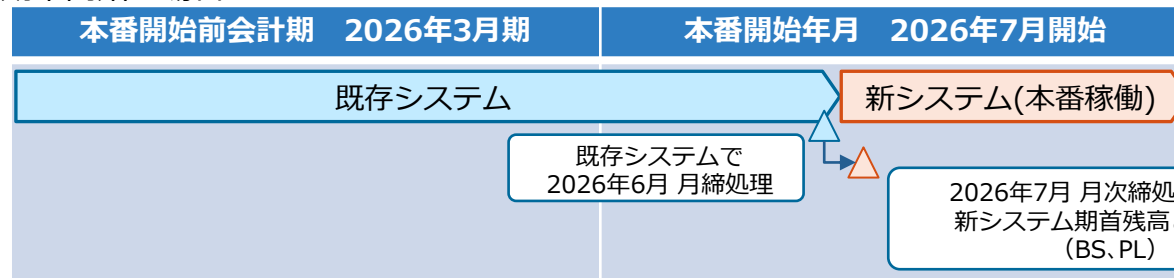 本番開始前会計期　2026年3月期
本番開始年月　2026年7月開始
既存システム
新システム(本番稼働)
既存システムで
2026年6月 月締処理
2026年7月 月次締処
新システム期首残高
（BS、PL）